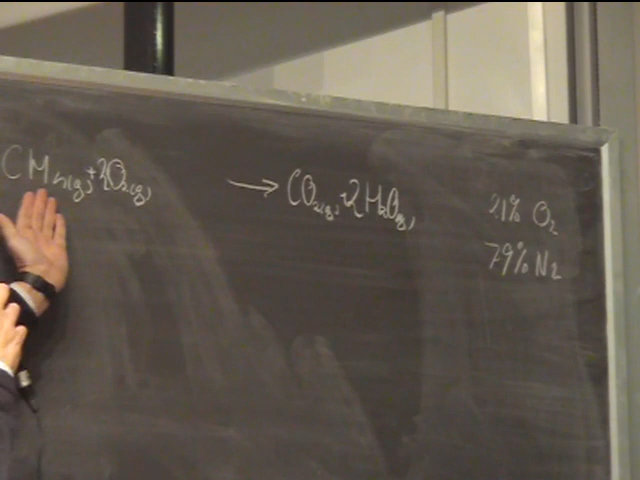 CH₄(g) + 2O₂(g) → CO₂(g) + 2H₂O(g)
21% O₂
79% N₂